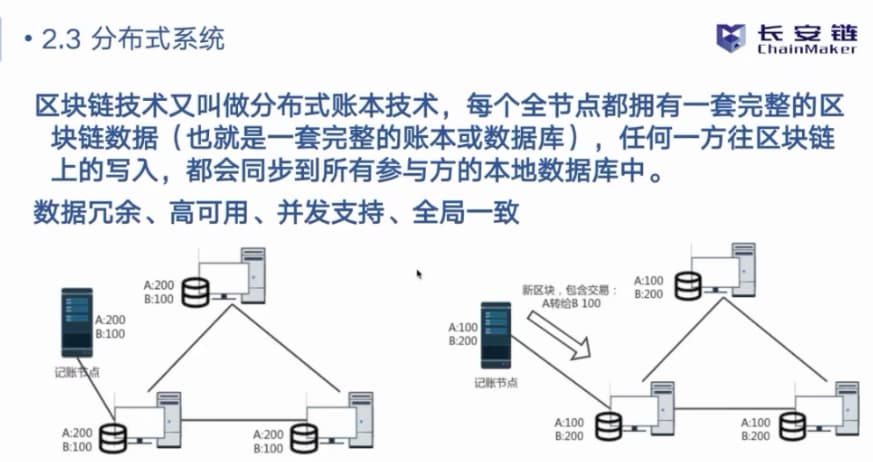 • 2.3 分布式系统
长安链
ChainMaker
区块链技术又叫做分布式账本技术，每个全节点都拥有一套完整的区
块链数据（也就是一套完整的账本或数据库），任何一方往区块链
上的写入，都会同步到所有参与方的本地数据库中。
数据冗余、高可用、并发支持、全局一致
A:200
B:100
A:200
B:100
记账节点
A:200
B:100
A:200
B:100
新区块，包含交易：
A转给B 100
A:100
B:200
A:100
B:200
记账节点
A:100
B:200
A:100
B:200